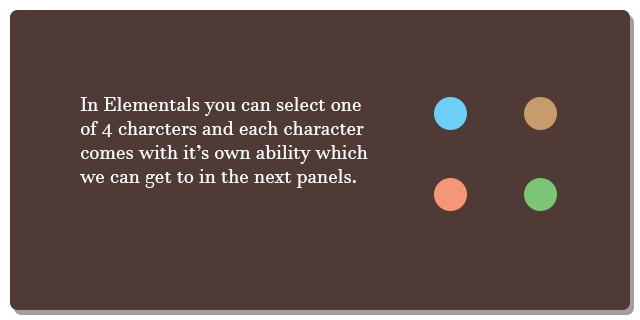 In Elementals you can select one
of 4 charcters and each character
comes with it’s own ability which
we can get to in the next panels.